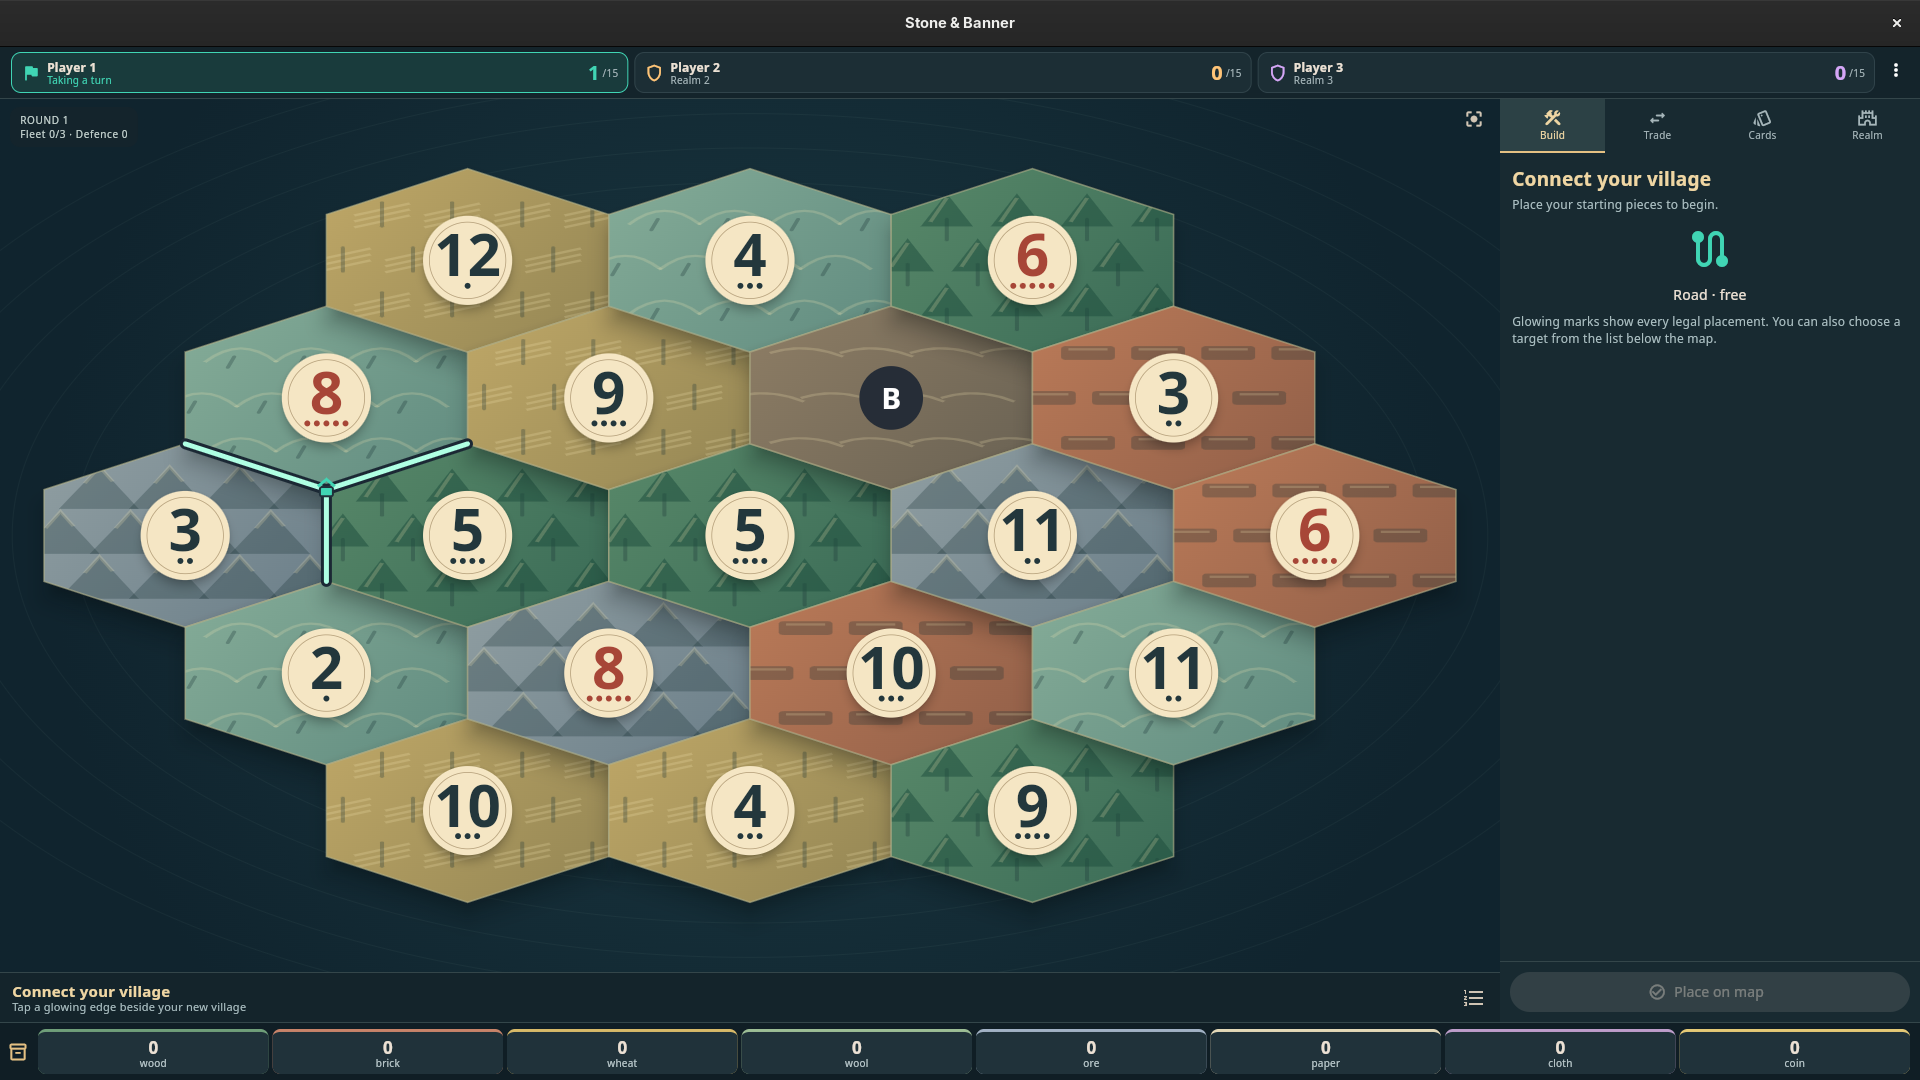 Stone & Banner
Player 1
Taking a turn
1 /15
Player 2
Realm 2
0 /15
Player 3
Realm 3
0 /15
ROUND 1
Fleet 0/3 · Defence 0
Build
Trade
Cards
Realm
Connect your village
Place your starting pieces to begin.
Road · free
Glowing marks show every legal placement. You can also choose a
target from the list below the map.
12
4
6
8
9
B
3
3
5
5
11
6
2
8
10
11
10
4
9
Connect your village
Tap a glowing edge beside your new village
Place on map
0
wood
0
brick
0
wheat
0
wool
0
ore
0
paper
0
cloth
0
coin